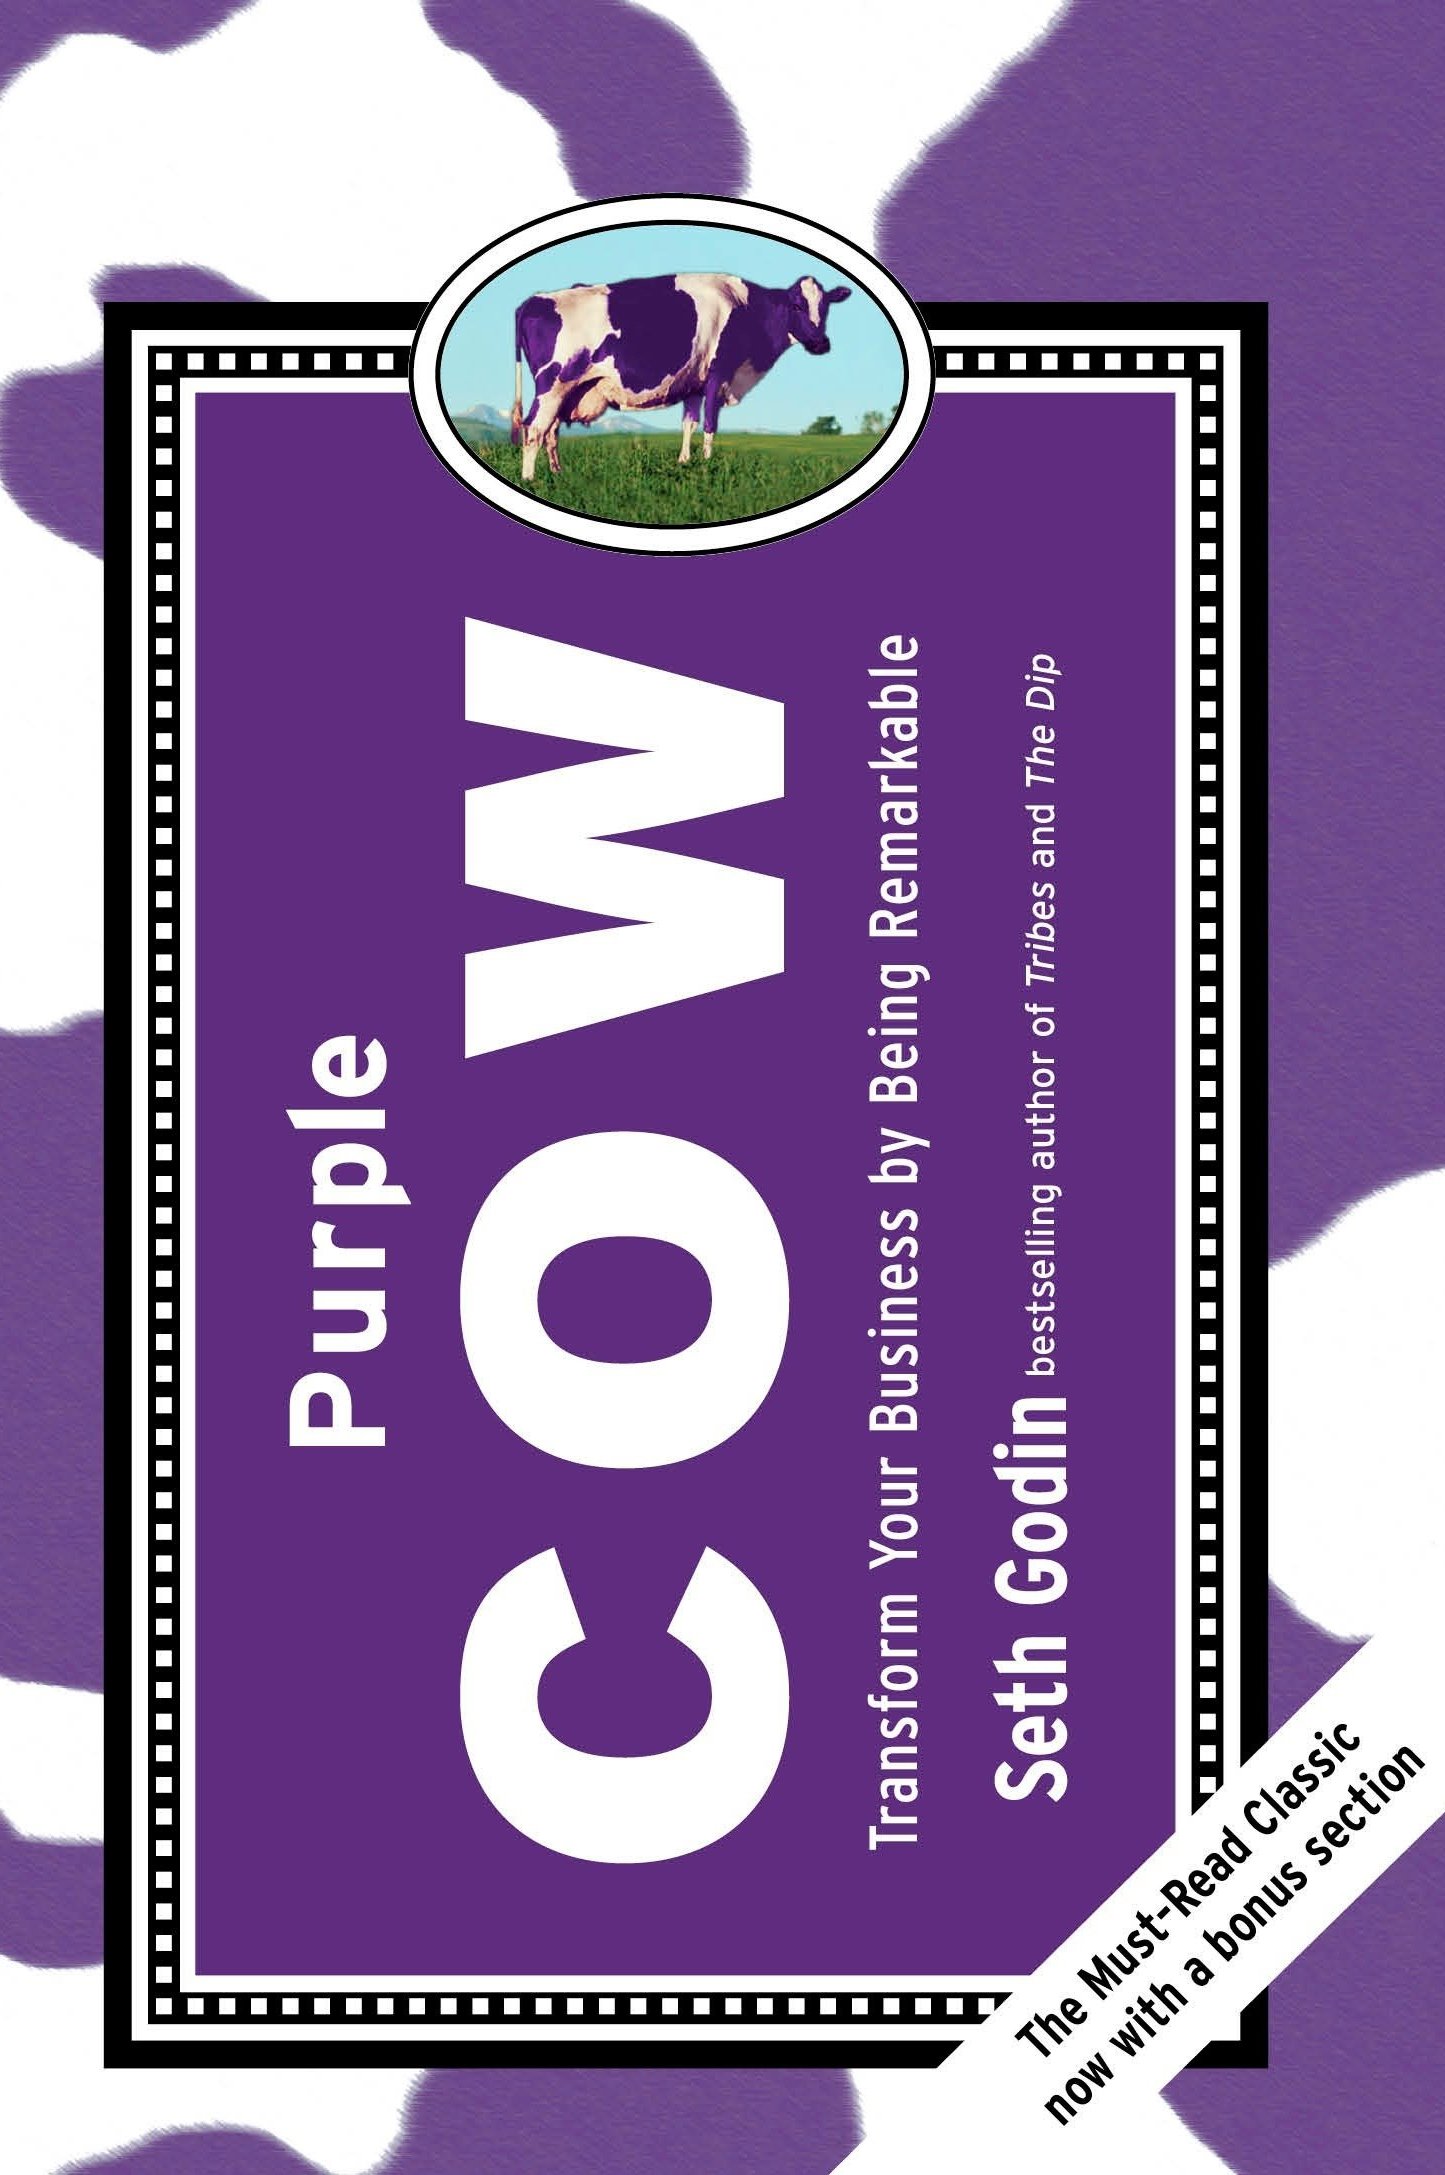 Purple
COW
Transform Your Business by Being Remarkable
Seth Godin bestselling author of Tribes and The Dip
The Must-Read Classic
now with a bonus section